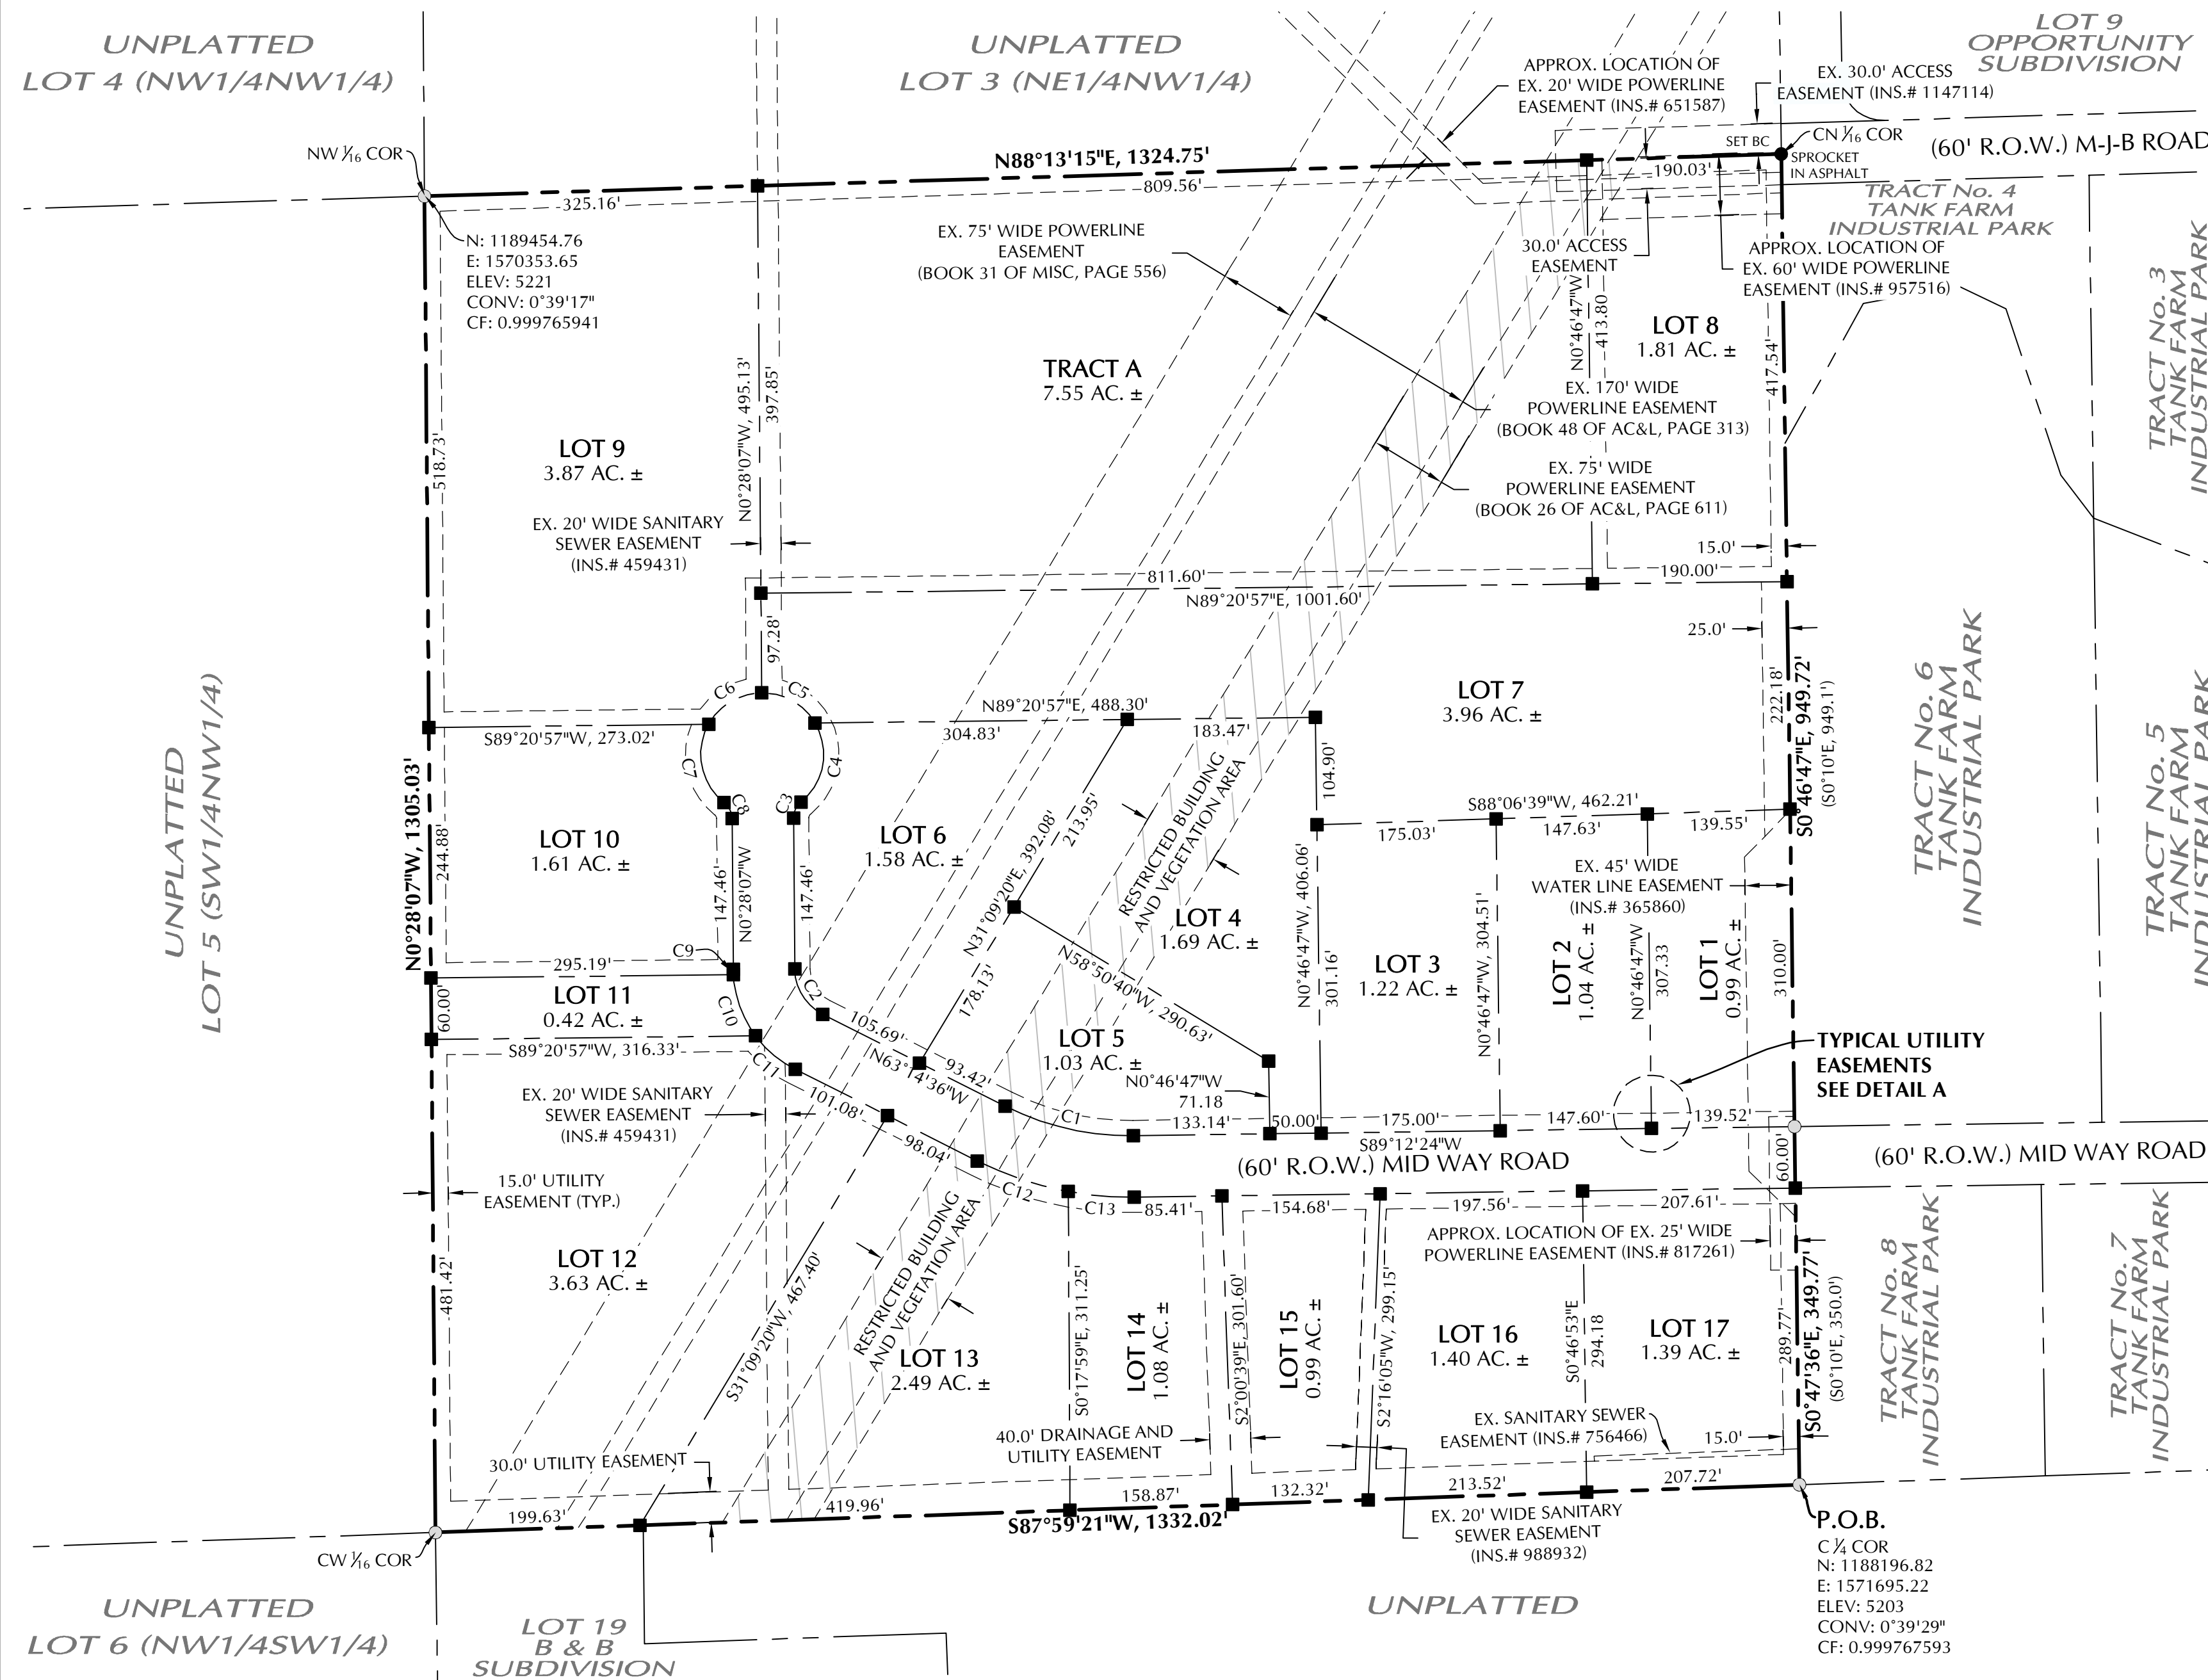 UNPLATTED
LOT 4 (NW1/4NW1/4)
UNPLATTED
LOT 3 (NE1/4NW1/4)
LOT 9
OPPORTUNITY
SUBDIVISION
APPROX. LOCATION OF
EX. 20' WIDE POWERLINE
EASEMENT (INS.# 651587)
EX. 30.0' ACCESS
EASEMENT (INS.# 1147114)
NW 1/16 COR
N88°13'15"E, 1324.75'
SET BC
CN 1/16 COR
SPROCKET
IN ASPHALT
(60' R.O.W.) M-J-B ROAD
325.16'
809.56'
190.03'
TRACT No. 4
TANK FARM
INDUSTRIAL PARK
N: 1189454.76
E: 1570353.65
ELEV: 5221
CONV: 0°39'17"
CF: 0.999765941
EX. 75' WIDE POWERLINE
EASEMENT
(BOOK 31 OF MISC, PAGE 556)
30.0' ACCESS
EASEMENT
APPROX. LOCATION OF
EX. 60' WIDE POWERLINE
EASEMENT (INS.# 957516)
TRACT No. 3
TANK FARM
INDUSTRIAL PARK
N0°46'47"W
413.80
LOT 8
1.81 AC. ±
417.54'
TRACT A
7.55 AC. ±
N0°28'07"W, 495.13'
397.85'
EX. 170' WIDE
POWERLINE EASEMENT
(BOOK 48 OF AC&L, PAGE 313)
LOT 9
3.87 AC. ±
518.73'
EX. 75' WIDE
POWERLINE EASEMENT
(BOOK 26 OF AC&L, PAGE 611)
EX. 20' WIDE SANITARY
SEWER EASEMENT
(INS.# 459431)
15.0'
811.60'
190.00'
N89°20'57"E, 1001.60'
97.28'
25.0'
C6
C5
LOT 7
3.96 AC. ±
222.18'
S0°46'47"E, 949.72'
(S0°10'E, 949.1')
TRACT No. 6
TANK FARM
INDUSTRIAL PARK
TRACT No. 5
TANK FARM
INDUSTRIAL PARK
UNPLATTED
LOT 5 (SW1/4NW1/4)
N0°28'07"W, 1305.03'
S89°20'57"W, 273.02'
N89°20'57"E, 488.30'
304.83'
183.47'
C7
C4
C8
C3
104.90'
RESTRICTED BUILDING
AND VEGETATION AREA
S88°06'39"W, 462.21'
175.03'
147.63'
139.55'
244.88'
LOT 10
1.61 AC. ±
LOT 6
1.58 AC. ±
N31°09'20"E, 392.08'
213.95'
147.46'
N0°28'07"W
147.46'
EX. 45' WIDE
WATER LINE EASEMENT
(INS.# 365860)
LOT 4
1.69 AC. ±
N0°46'47"W, 406.06'
301.16'
N0°46'47"W, 304.51'
LOT 3
1.22 AC. ±
LOT 2
1.04 AC. ±
N0°46'47"W
307.33
LOT 1
0.99 AC. ±
310.00'
C9
295.19'
178.13'
N58°50'40"W, 290.63'
LOT 11
0.42 AC. ±
60.00'
C10
C2
105.69'
S89°20'57"W, 316.33'
C11
N63°14'36"W
93.42'
LOT 5
1.03 AC. ±
TYPICAL UTILITY
EASEMENTS
SEE DETAIL A
N0°46'47"W
71.18
EX. 20' WIDE SANITARY
SEWER EASEMENT
(INS.# 459431)
101.08'
C1
133.14'
50.00'
175.00'
147.60'
139.52'
S89°12'24"W
98.04'
(60' R.O.W.) MID WAY ROAD
60.00'
(60' R.O.W.) MID WAY ROAD
15.0' UTILITY
EASEMENT (TYP.)
C12
C13
85.41'
154.68'
197.56'
207.61'
APPROX. LOCATION OF EX. 25' WIDE
POWERLINE EASEMENT (INS.# 817261)
LOT 12
3.63 AC. ±
481.42'
S31°09'20"W, 467.40'
RESTRICTED BUILDING
AND VEGETATION AREA
LOT 13
2.49 AC. ±
S0°17'59"E, 311.25'
LOT 14
1.08 AC. ±
S2°00'39"E, 301.60'
LOT 15
0.99 AC. ±
S2°16'05"W, 299.15'
LOT 16
1.40 AC. ±
S0°46'53"E
294.18
LOT 17
1.39 AC. ±
289.77'
S0°47'36"E, 349.77'
(S0°10'E, 350.0')
TRACT No. 8
TANK FARM
INDUSTRIAL PARK
TRACT No. 7
TANK FARM
INDUSTRIAL PARK
40.0' DRAINAGE AND
UTILITY EASEMENT
EX. SANITARY SEWER
EASEMENT (INS.# 756466)
15.0'
30.0' UTILITY EASEMENT
199.63'
419.96'
158.87'
132.32'
213.52'
207.72'
S87°59'21"W, 1332.02'
EX. 20' WIDE SANITARY
SEWER EASEMENT
(INS.# 988932)
CW 1/16 COR
P.O.B.
C 1/4 COR
N: 1188196.82
E: 1571695.22
ELEV: 5203
CONV: 0°39'29"
CF: 0.999767593
UNPLATTED
LOT 6 (NW1/4SW1/4)
LOT 19
B & B
SUBDIVISION
UNPLATTED